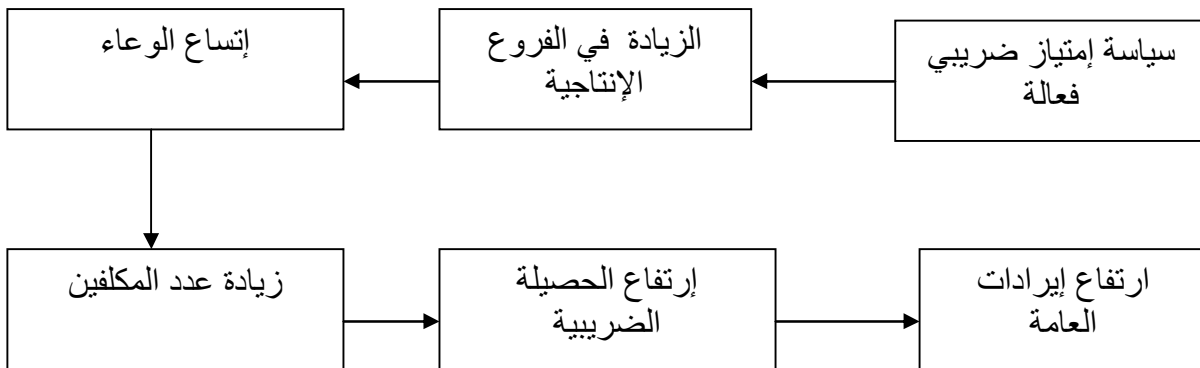 سياسة إمتياز ضريبي
فعالة
الزيادة في الفروع
الإنتاجية
إتساع الوعاء
زيادة عدد المكلفين
إرتفاع الحصيلة
الضريبية
ارتفاع إيرادات
العامة